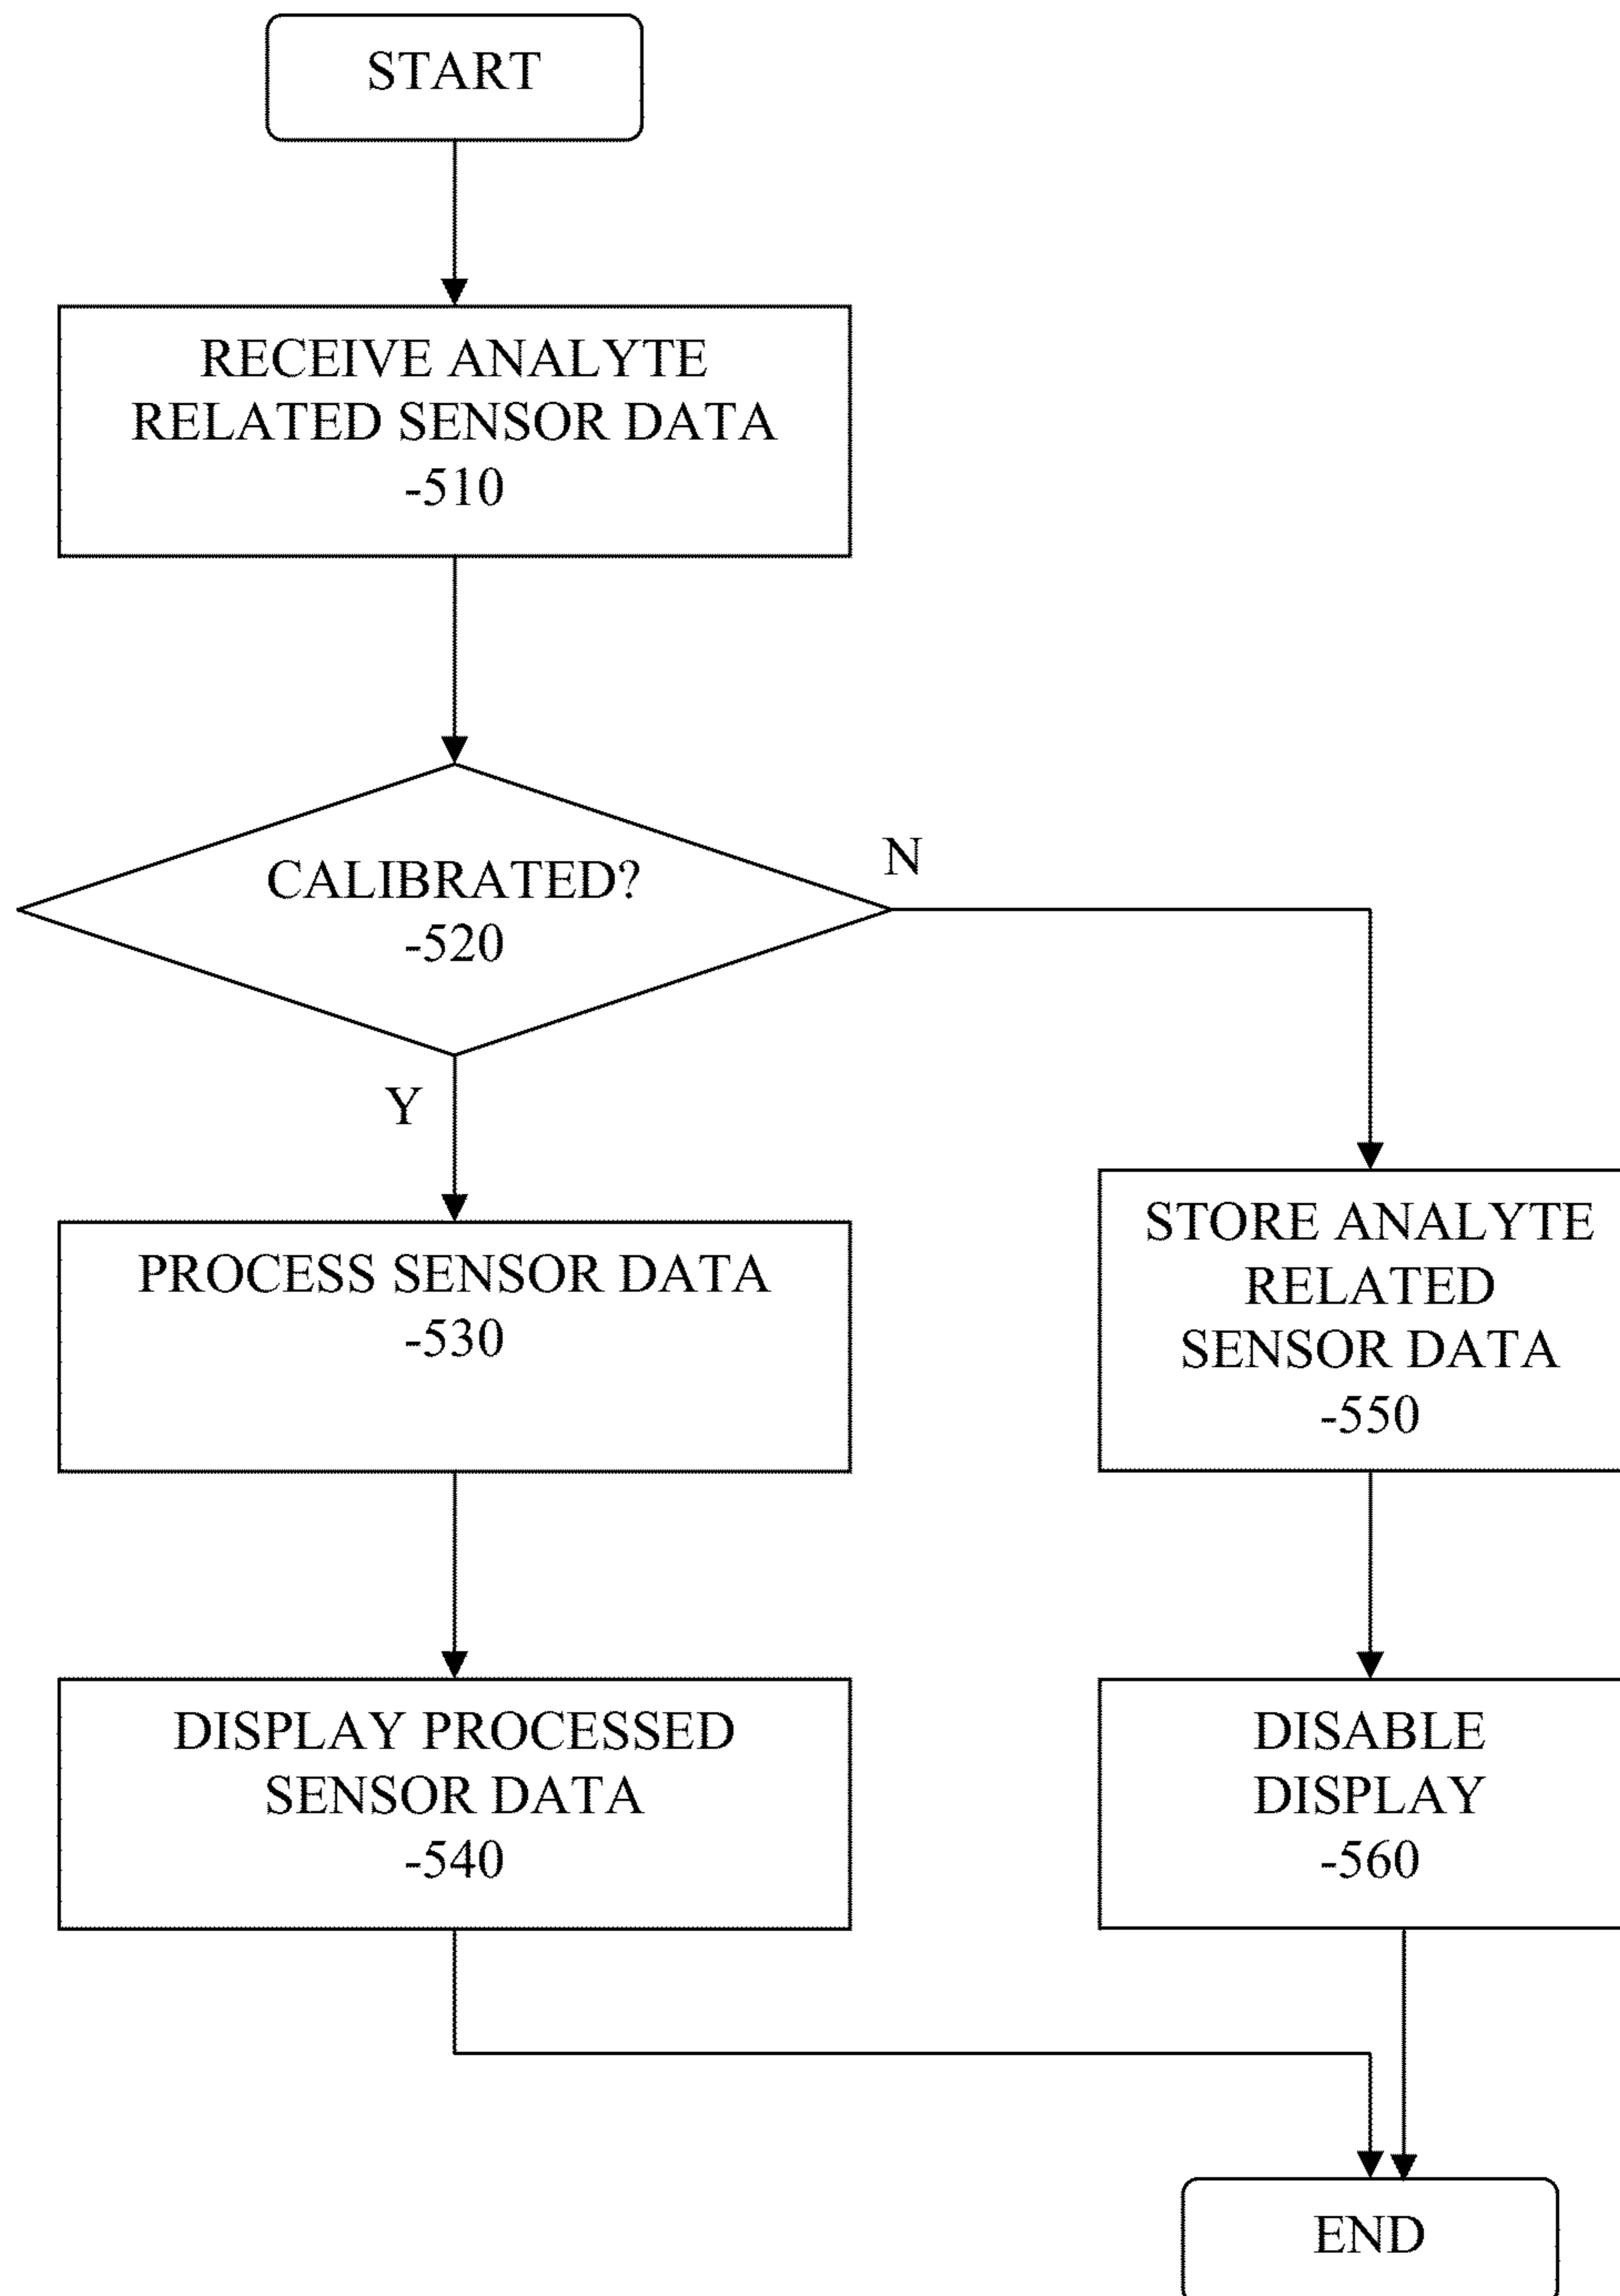 START
RECEIVE ANALYTE
RELATED SENSOR DATA
-510
CALIBRATED?
-520
N
Y
PROCESS SENSOR DATA
-530
STORE ANALYTE
RELATED
SENSOR DATA
-550
DISPLAY PROCESSED
SENSOR DATA
-540
DISABLE
DISPLAY
-560
END